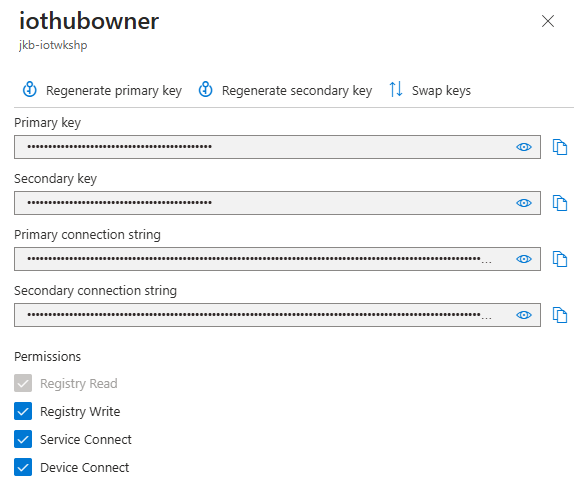 iothubowner
jkb-iotwkshp
Regenerate primary key Regenerate secondary key Swap keys
Primary key
Secondary key
Primary connection string
...
Secondary connection string
...
Permissions
Registry Read
Registry Write
Service Connect
Device Connect